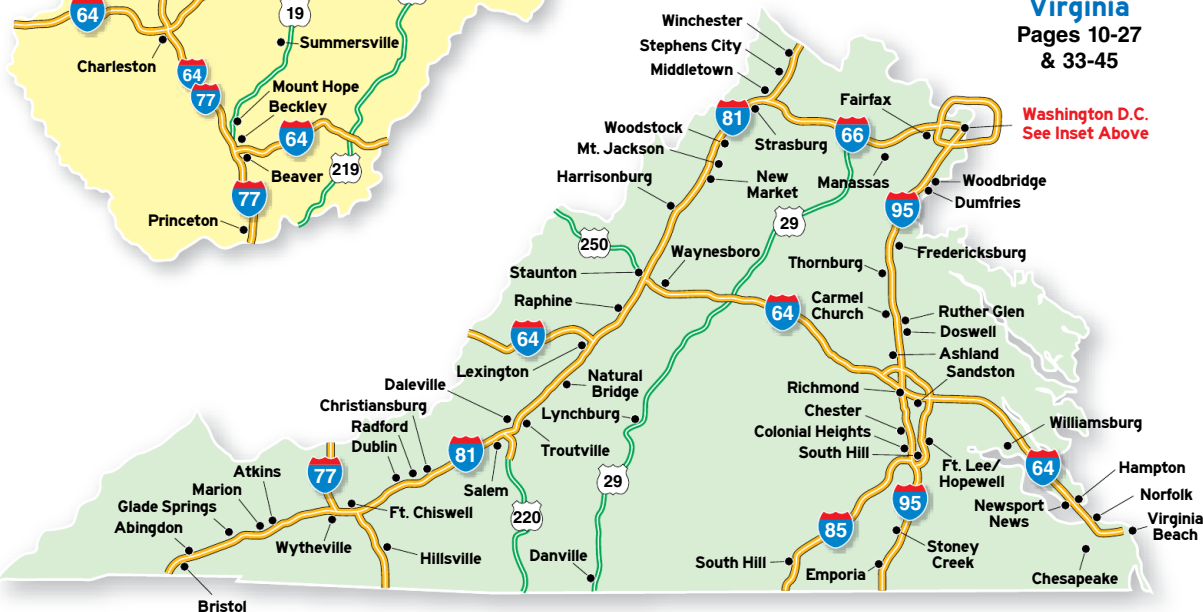 64
19
Summersville
Charleston
64
77
Mount Hope
Beckley
64
Beaver
219
77
Princeton
Virginia
Pages 10-27
& 33-45
Winchester
Stephens City
Middletown
81
Strasburg
66
Fairfax
Washington D.C.
See Inset Above
Woodstock
Mt. Jackson
New
Market
Manassas
Woodbridge
Dumfries
Harrisonburg
95
29
250
Fredericksburg
Waynesboro
Thornburg
Staunton
Raphine
64
Carmel
Church
Ruther Glen
Doswell
64
Ashland
Lexington
Sandston
Natural
Bridge
Daleville
Richmond
Christiansburg
Lynchburg
Chester
Radford
Colonial Heights
Williamsburg
Dublin
81
Troutville
South Hill
77
Atkins
Salem
29
Ft. Lee/
Hopewell
64
Hampton
Marion
Glade Springs
Ft. Chiswell
220
95
Newsport
News
Norfolk
Abingdon
85
Virginia
Beach
Wytheville
Hillsville
Danville
South Hill
Stoney
Creek
Emporia
Chesapeake
Bristol